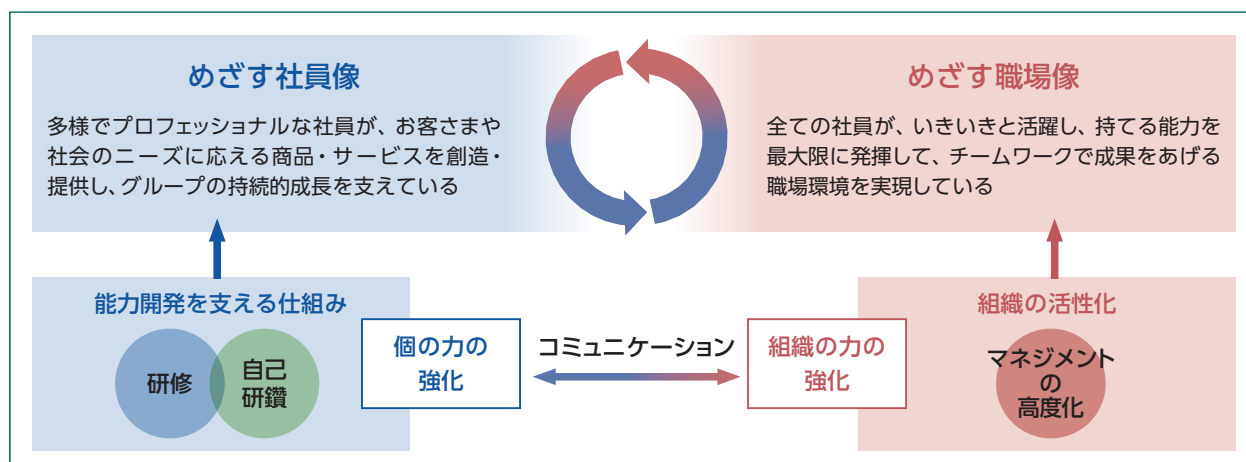 めざす社員像
多様でプロフェッショナルな社員が、お客さまや
社会のニーズに応える商品・サービスを創造・
提供し、グループの持続的成長を支えている
めざす職場像
全ての社員が、いきいきと活躍し、持てる能力を
最大限に発揮して、チームワークで成果をあげる
職場環境を実現している
能力開発を支える仕組み
研修
自己
研鑽
個の力の
強化
コミュニケーション
組織の力の
強化
組織の活性化
マネジメント
の
高度化